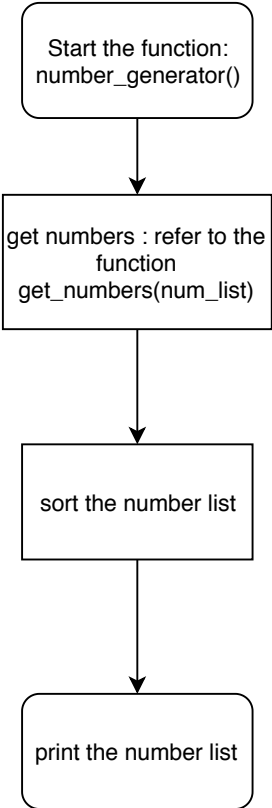 Start the function:
number_generator()
get numbers : refer to the
function
get_numbers(num_list)
sort the number list
print the number list